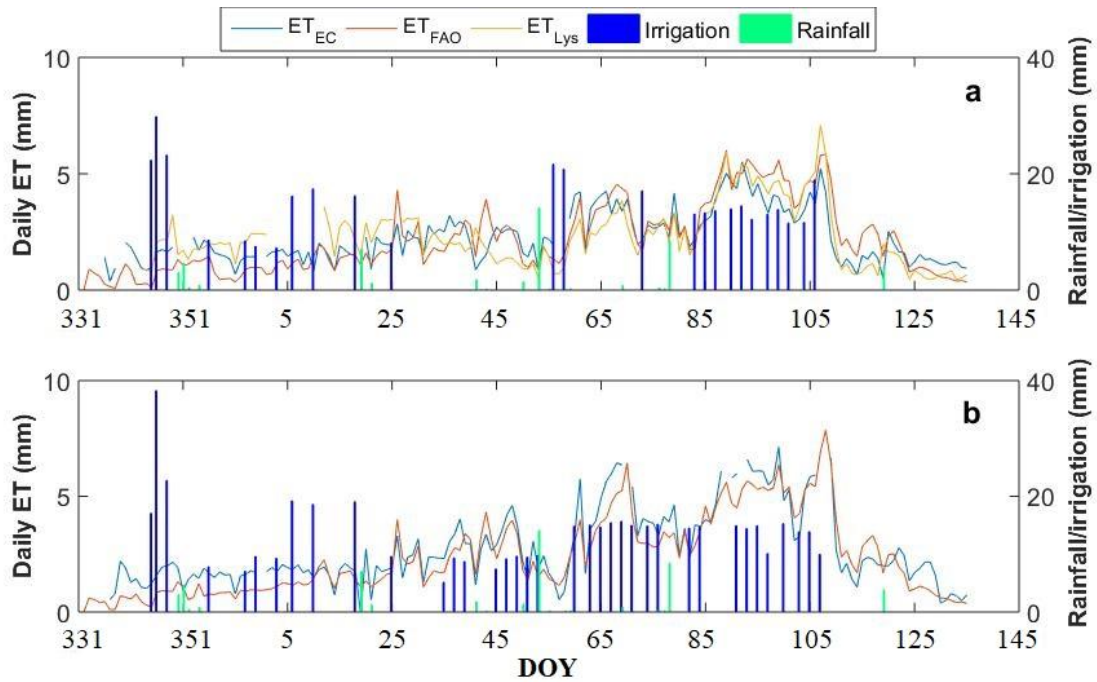 ET_EC ET_FAO ET_Lys Irrigation Rainfall
a
Daily ET (mm)
10
5
0
40
20
0
Rainfall/irrigation (mm)
331 351 5 25 45 65 85 105 125 145
b
Daily ET (mm)
10
5
0
40
20
0
Rainfall/irrigation (mm)
331 351 5 25 45 65 85 105 125 145
DOY